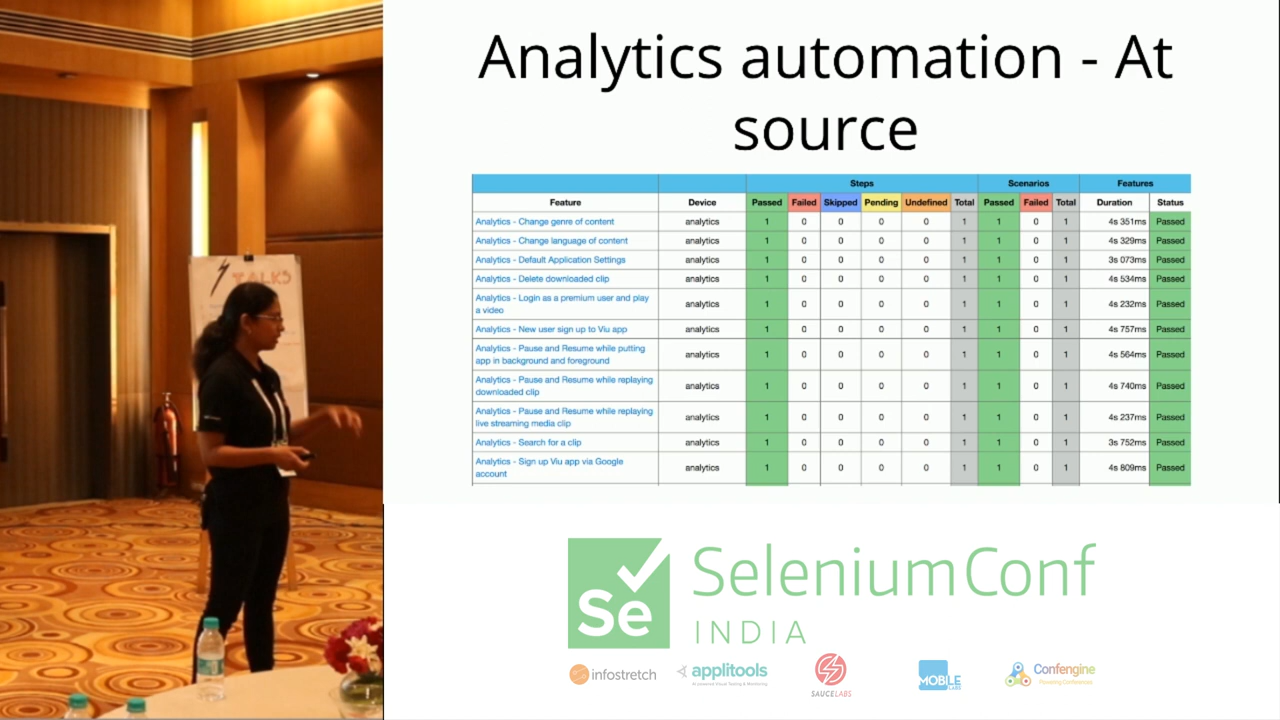 Analytics automation - At
source
Steps Scenarios Features
Feature Device Passed Failed Skipped Pending Undefined Total Passed Failed Total Duration Status
Analytics - Change genre of content analytics 1 0 0 0 0 1 1 0 1 4s 351ms Passed
Analytics - Change language of content analytics 1 0 0 0 0 1 1 0 1 4s 329ms Passed
Analytics - Default Application Settings analytics 1 0 0 0 0 1 1 0 1 3s 073ms Passed
Analytics - Delete downloaded clip analytics 1 0 0 0 0 1 1 0 1 4s 534ms Passed
Analytics - Login as a premium user and play
a video analytics 1 0 0 0 0 1 1 0 1 4s 232ms Passed
Analytics - New user sign up to Viu app analytics 1 0 0 0 0 1 1 0 1 4s 757ms Passed
Analytics - Pause and Resume while putting
app in background and foreground analytics 1 0 0 0 0 1 1 0 1 4s 564ms Passed
Analytics - Pause and Resume while replaying
downloaded clip analytics 1 0 0 0 0 1 1 0 1 4s 740ms Passed
Analytics - Pause and Resume while replaying
live streaming media clip analytics 1 0 0 0 0 1 1 0 1 4s 237ms Passed
Analytics - Search for a clip analytics 1 0 0 0 0 1 1 0 1 3s 752ms Passed
Analytics - Sign up Viu app via Google
account analytics 1 0 0 0 0 1 1 0 1 4s 809ms Passed
TALKS
Se SeleniumConf
INDIA
infostretch applitools SAUCELABS MOBILE LABS Confengine